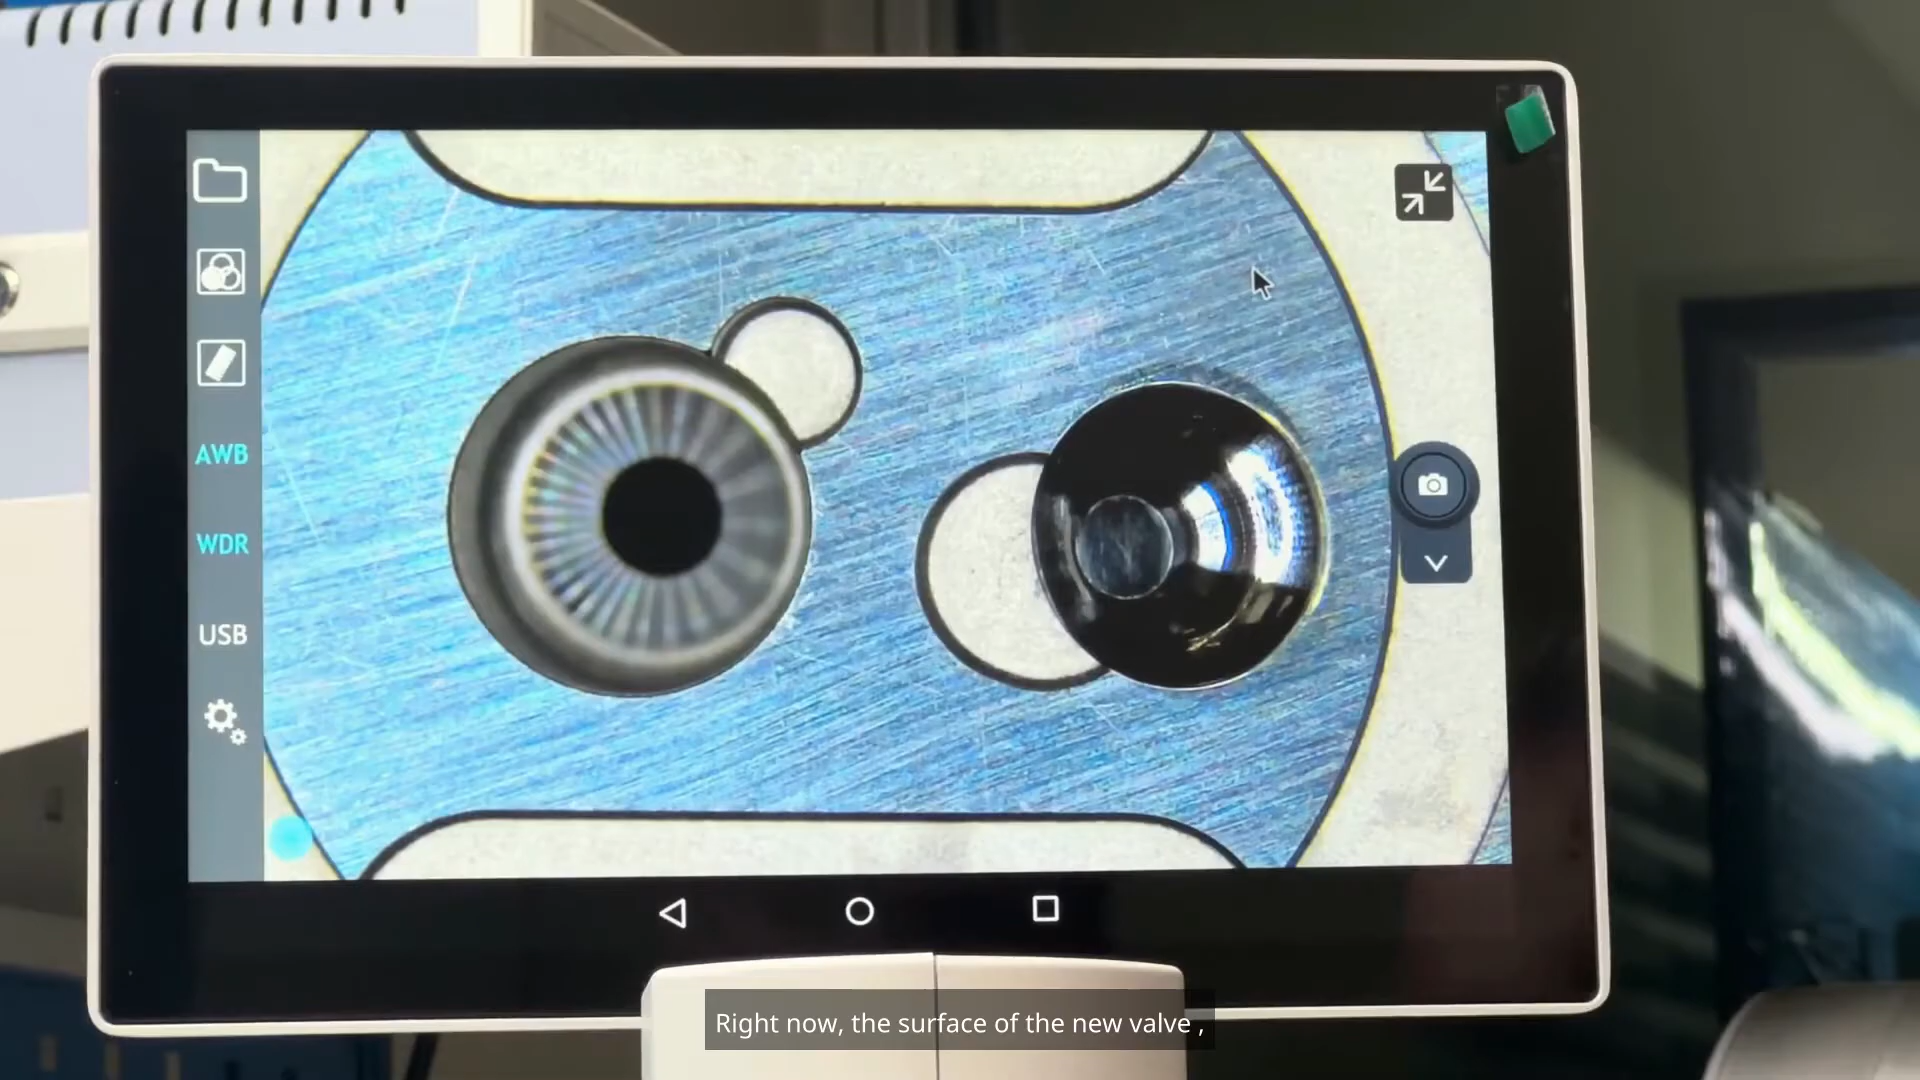 AWB
WDR
USB
Right now, the surface of the new valve ,